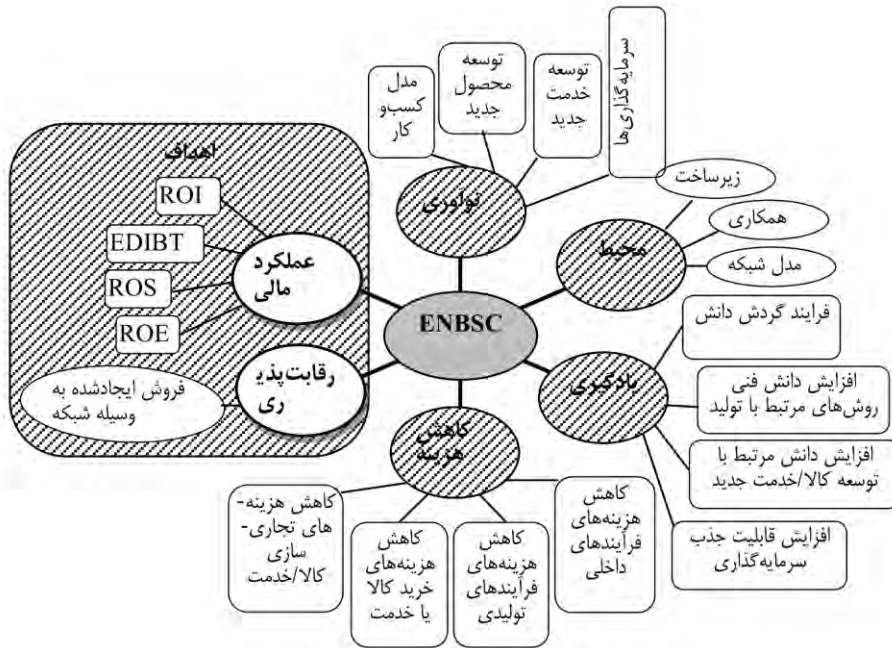 مدل
کسب‌و
کار
توسعه
محصول
جدید
توسعه
خدمت
جدید
سرمایه‌گذاری‌ها
نوآوری
زیرساخت
همکاری
مدل شبکه
محیط
اهداف
ROI
EDIBT
ROS
ROE
عملکرد
مالی
رقابت‌پذی
ری
فروش ایجادشده به
وسیله شبکه
ENBSC
فرایند گردش دانش
افزایش دانش فنی
روش‌های مرتبط با تولید
افزایش دانش مرتبط با
توسعه کالا/خدمت جدید
افزایش قابلیت جذب
سرمایه‌گذاری
یادگیری
کاهش
هزینه
کاهش
هزینه‌های
فرآیندهای
داخلی
کاهش
هزینه‌های
فرآیندهای
تولیدی
کاهش
هزینه‌های
خرید کالا
یا خدمت
کاهش هزینه-
های تجاری-
سازی
کالا/خدمت